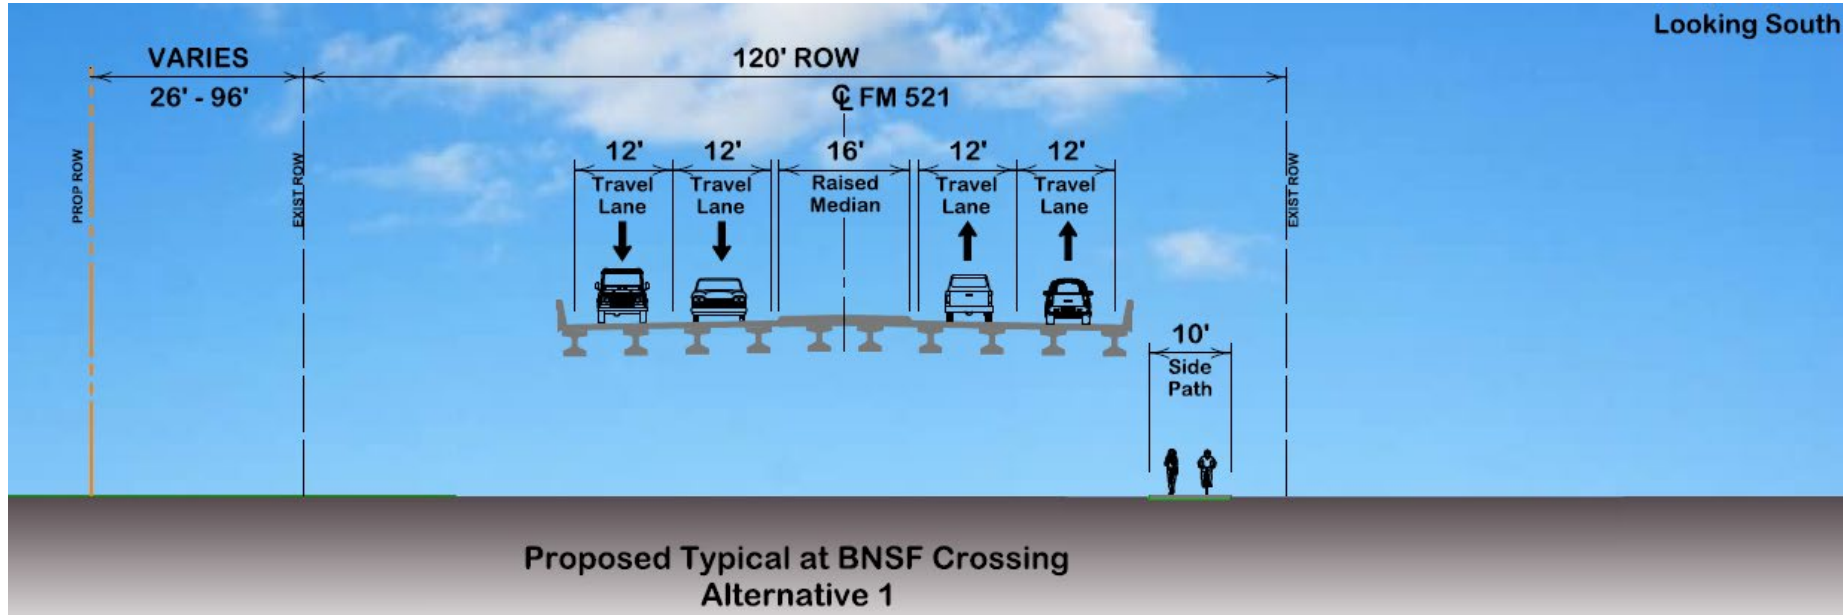 Looking South
VARIES
26' - 96'
120' ROW
℄ FM 521
PROP ROW
EXIST ROW
12'
Travel
Lane
12'
Travel
Lane
16'
Raised
Median
12'
Travel
Lane
12'
Travel
Lane
EXIST ROW
10'
Side
Path
Proposed Typical at BNSF Crossing
Alternative 1